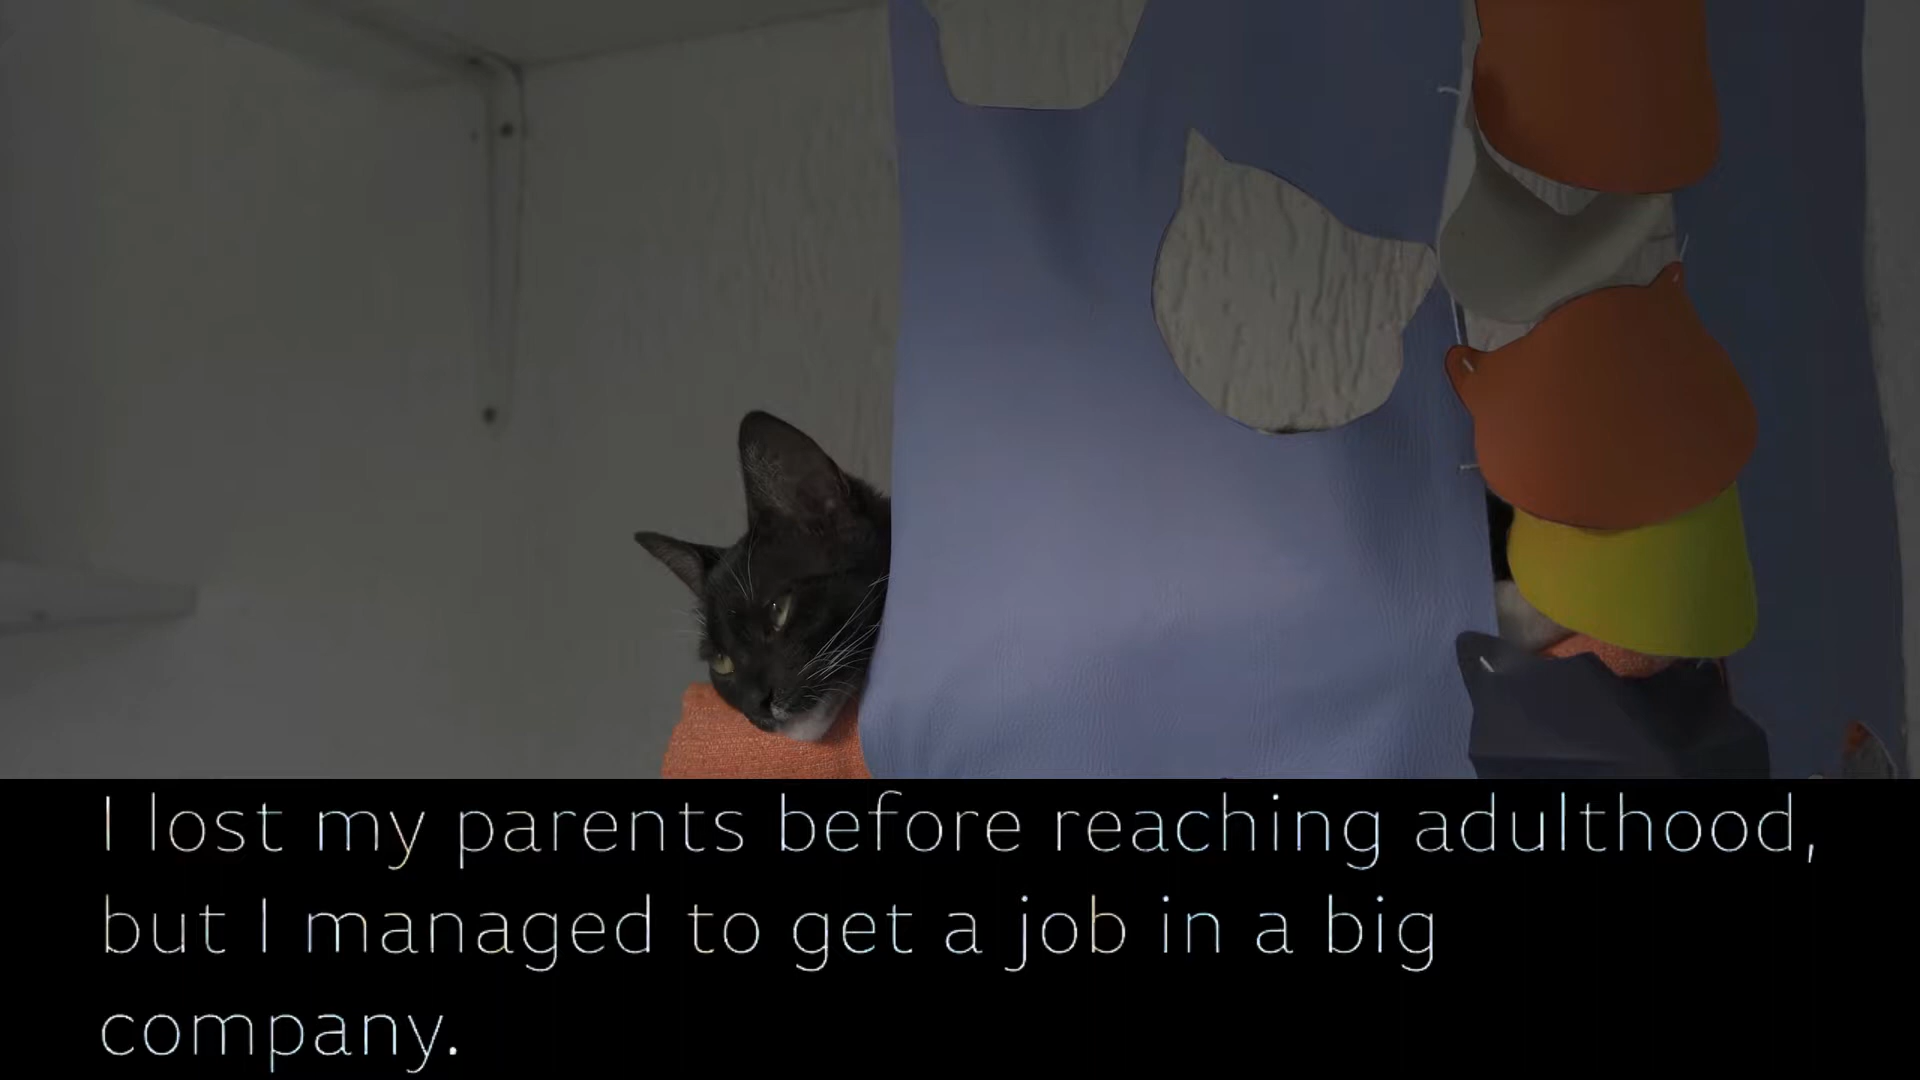 I lost my parents before reaching adulthood,
but I managed to get a job in a big
company.